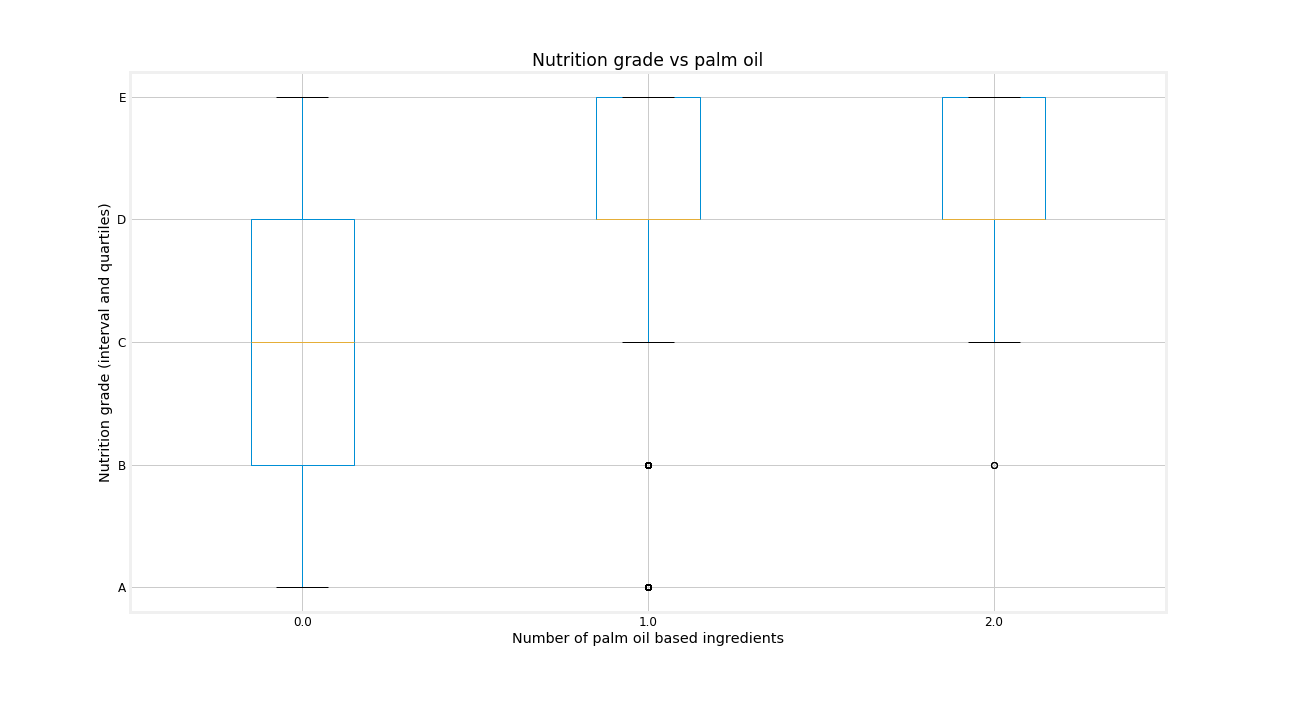 Nutrition grade vs palm oil
Nutrition grade (interval and quartiles)
E
D
C
B
A
0.0 1.0 2.0
Number of palm oil based ingredients